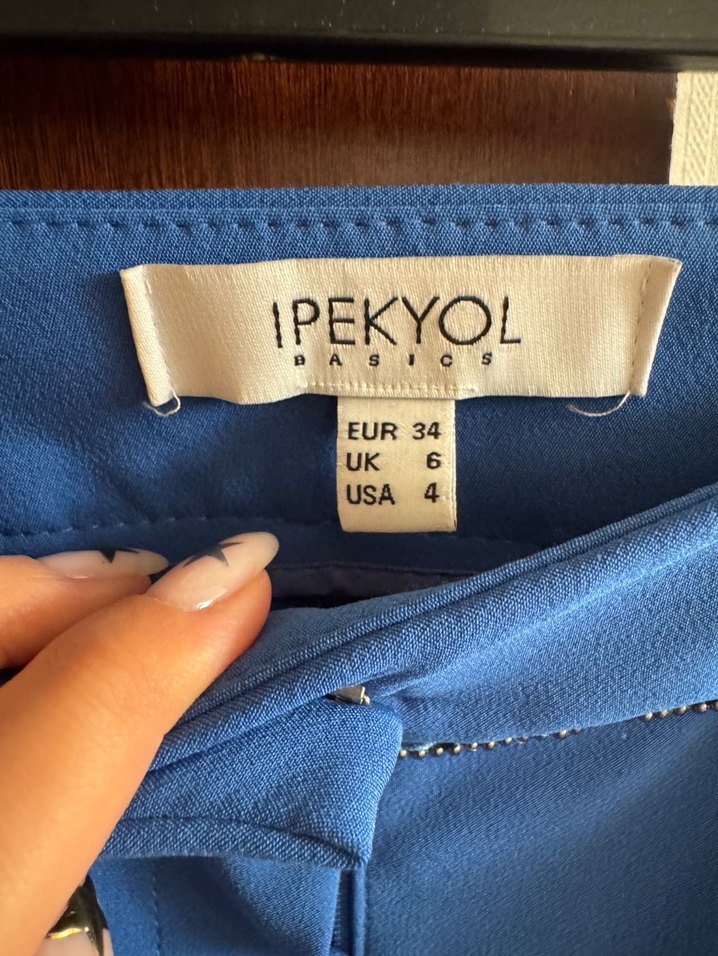 IPEKYOL
BASICS
EUR 34
UK 6
USA 4